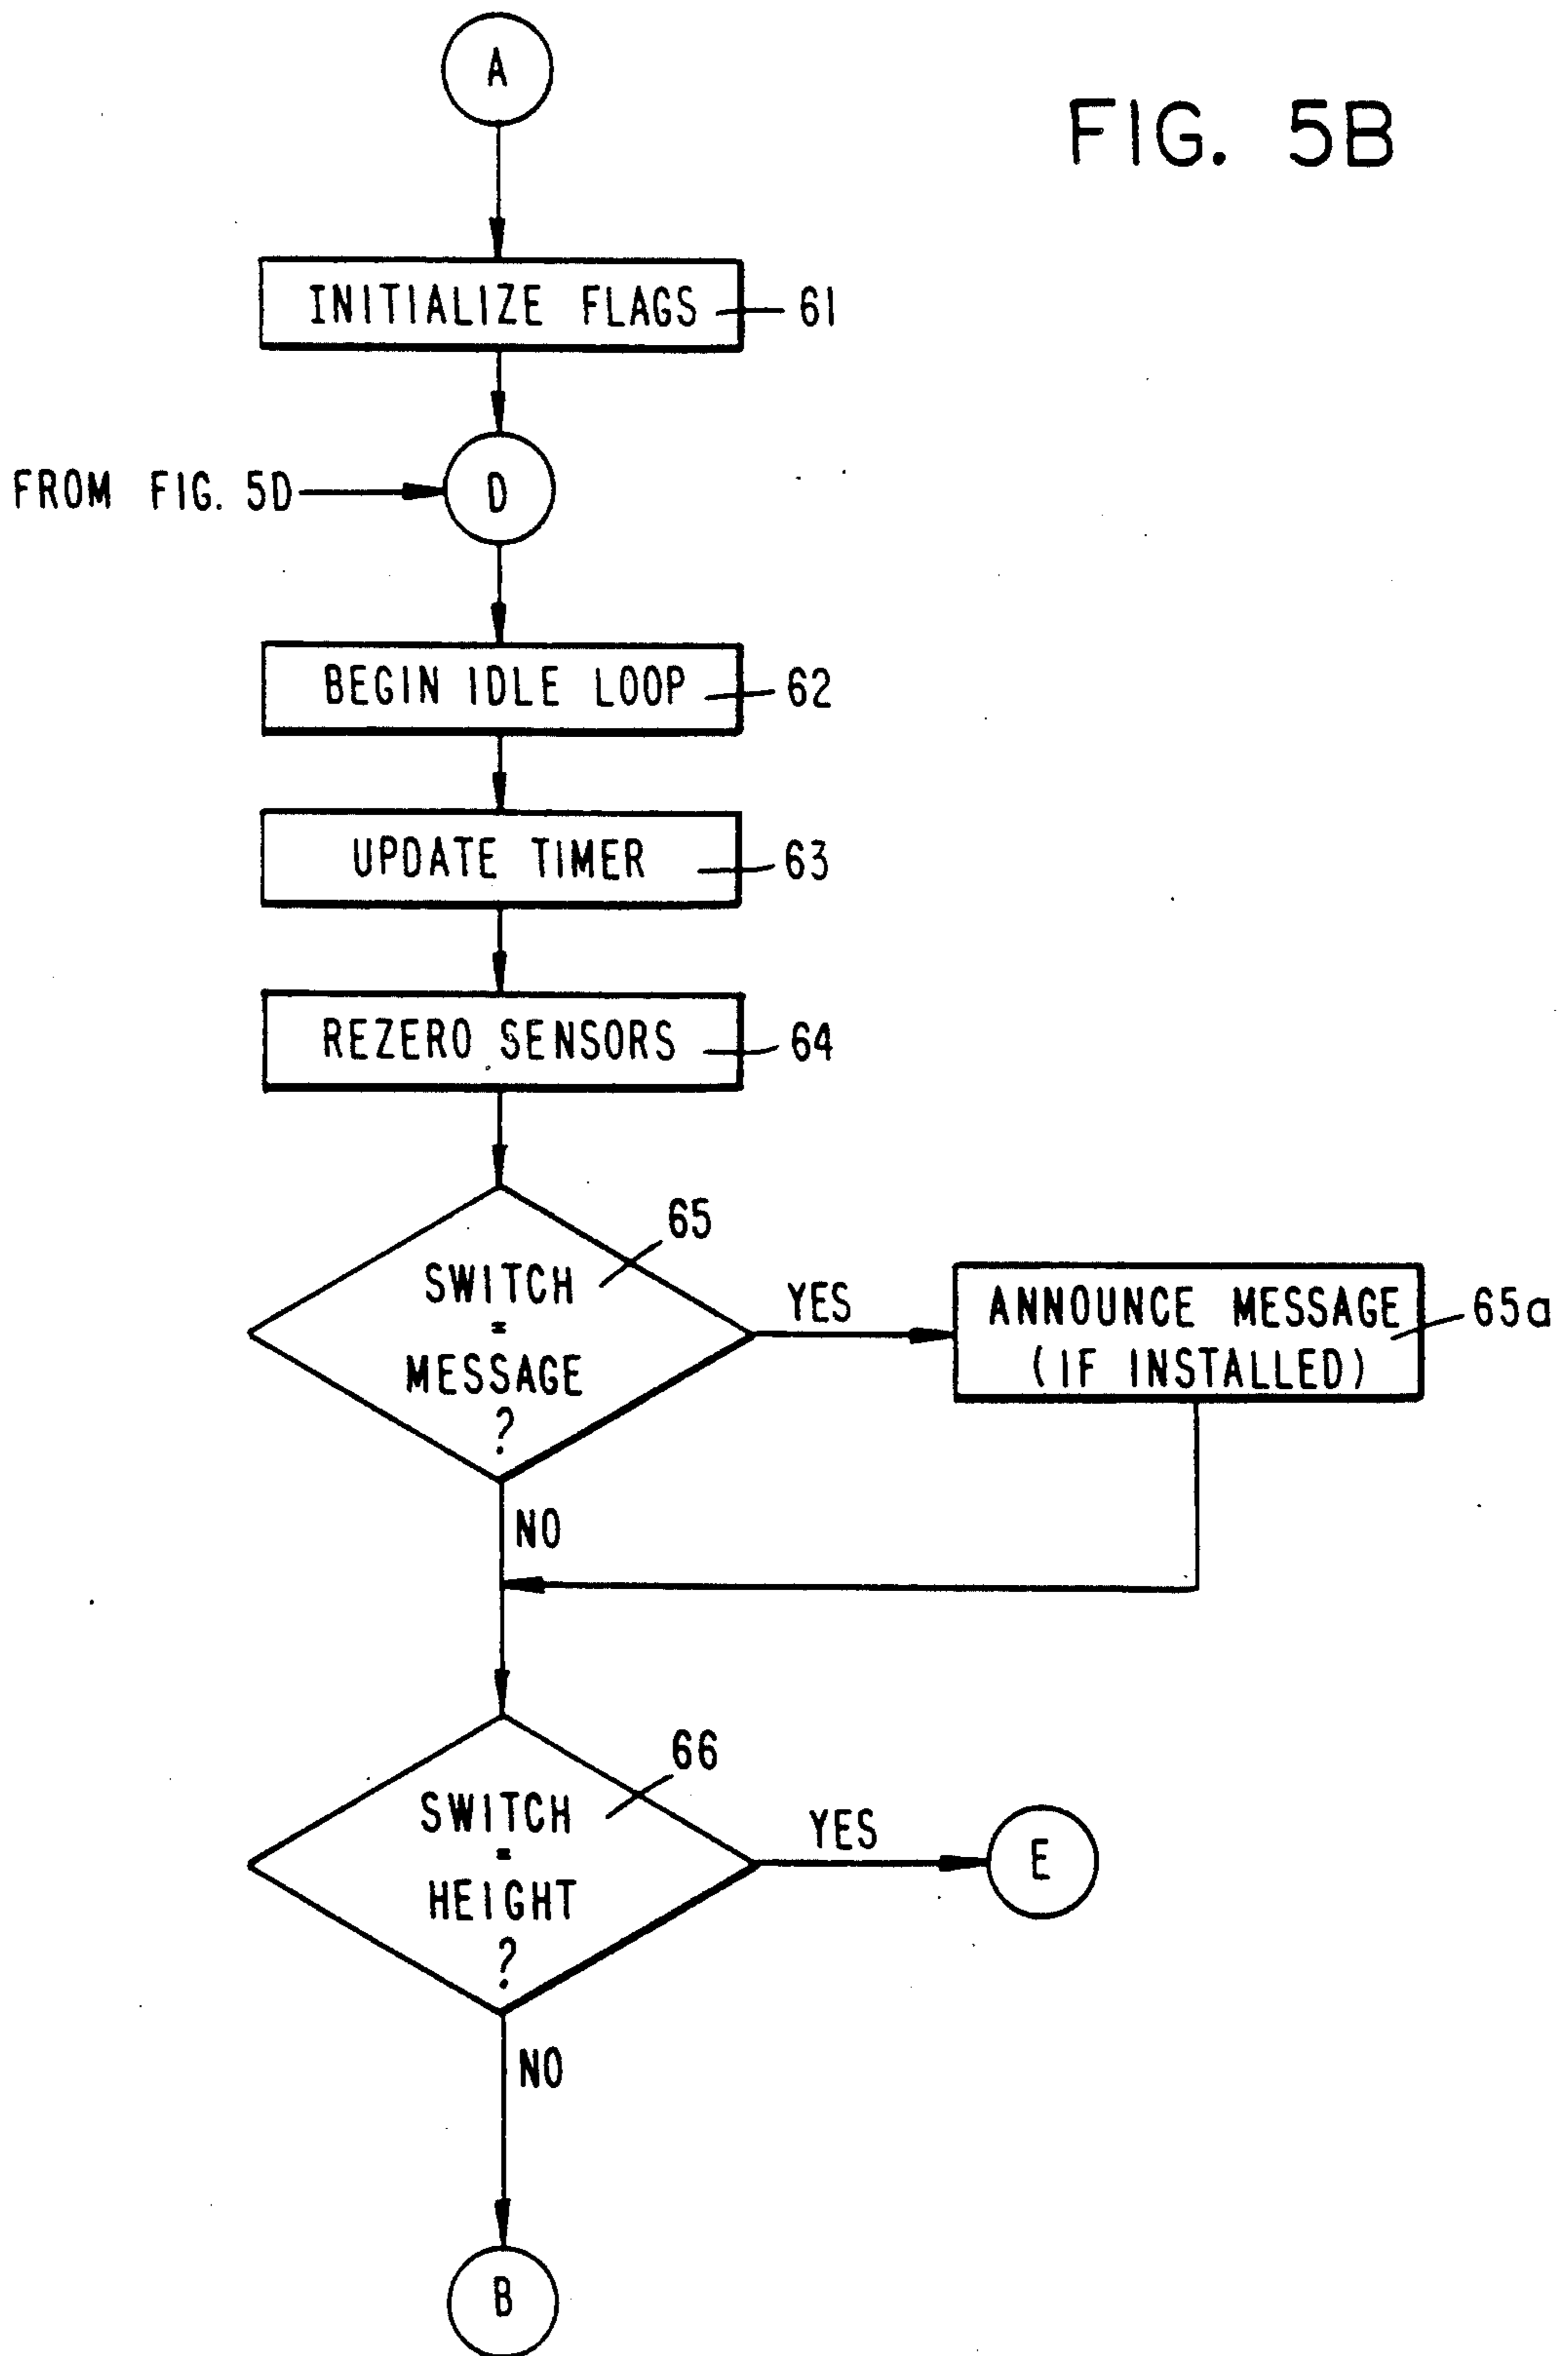 A
FIG. 5B
INITIALIZE FLAGS
61
FROM FIG. 5D
D
BEGIN IDLE LOOP
62
UPDATE TIMER
63
REZERO SENSORS
64
65
SWITCH
=
MESSAGE
?
YES
ANNOUNCE MESSAGE
(IF INSTALLED)
65a
NO
66
SWITCH
=
HEIGHT
?
YES
E
NO
B